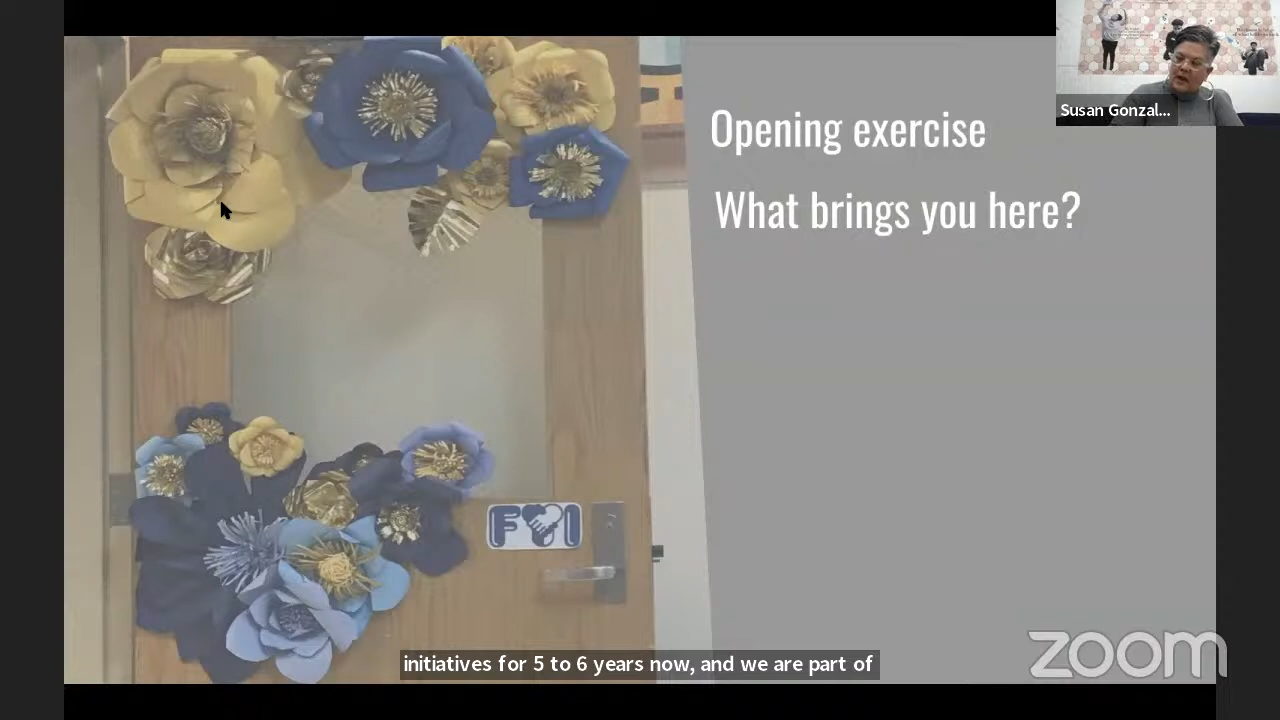 Susan Gonzal...
Opening exercise
What brings you here?
initiatives for 5 to 6 years now, and we are part of
zoom